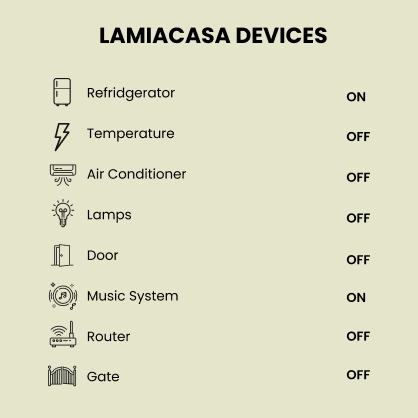 LAMIACASA DEVICES
Refridgerator ON
Temperature OFF
Air Conditioner OFF
Lamps OFF
Door OFF
Music System ON
Router OFF
Gate OFF